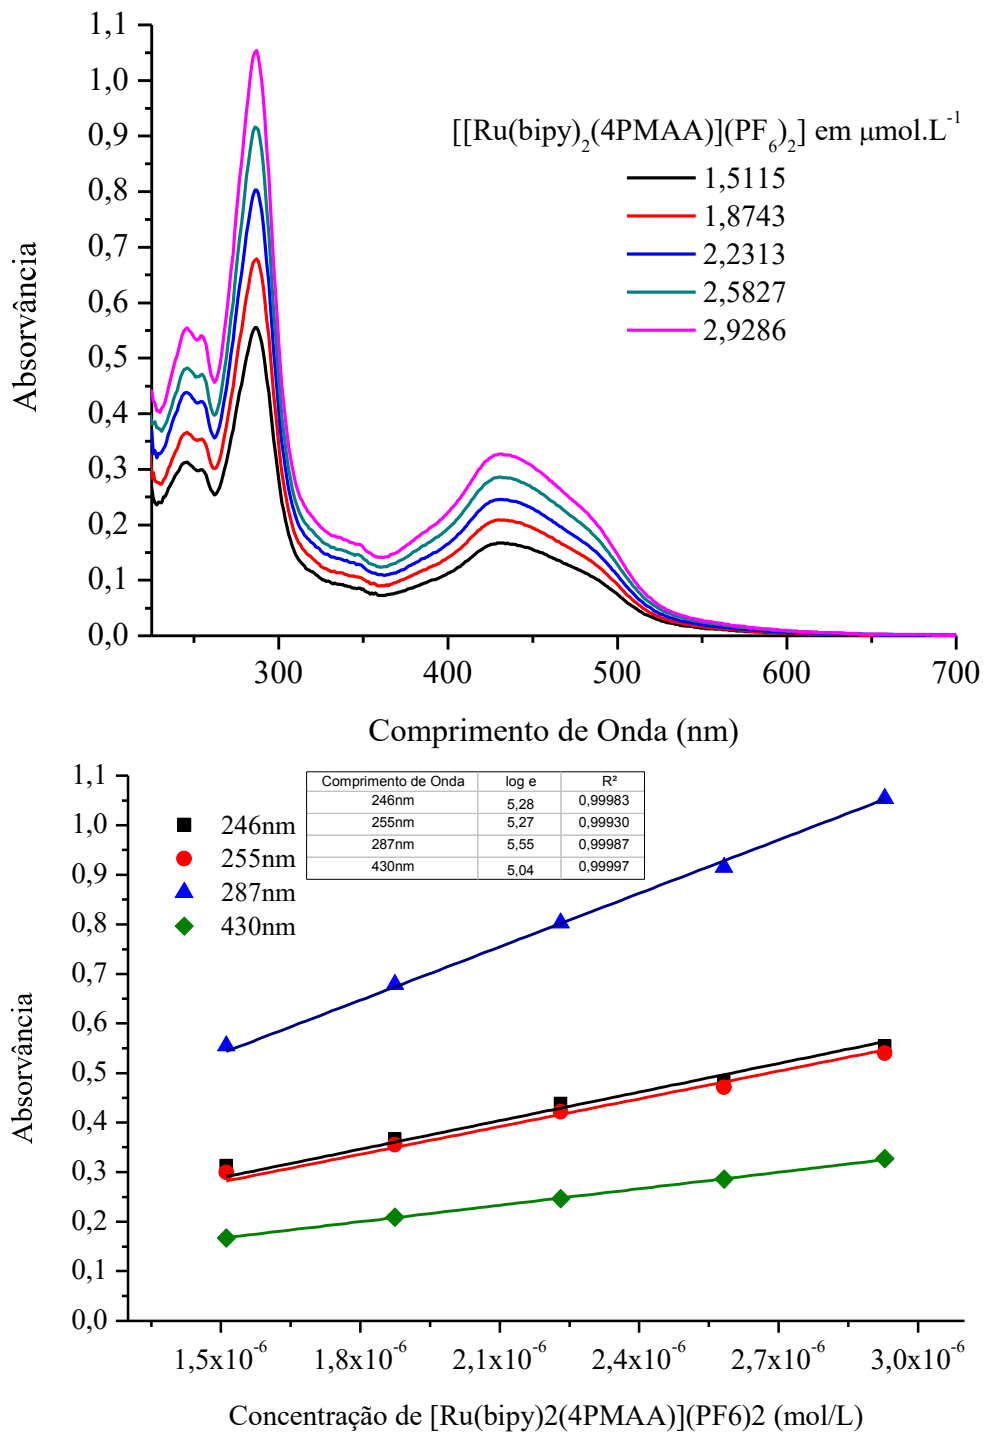 1,1
1,0
0,9
0,8
0,7
0,6
0,5
0,4
0,3
0,2
0,1
0,0
Absorvância
[[Ru(bipy)₂(4PMAA)](PF₆)₂] em μmol.L⁻¹
1,5115
1,8743
2,2313
2,5827
2,9286
300 400 500 600 700
Comprimento de Onda (nm)
1,1
1,0
0,9
0,8
0,7
0,6
0,5
0,4
0,3
0,2
0,1
0,0
Absorvância
246nm
255nm
287nm
430nm
Comprimento de Onda log e R²
246nm 5,28 0,99983
255nm 5,27 0,99930
287nm 5,55 0,99987
430nm 5,04 0,99997
1,5x10⁻⁶ 1,8x10⁻⁶ 2,1x10⁻⁶ 2,4x10⁻⁶ 2,7x10⁻⁶ 3,0x10⁻⁶
Concentração de [Ru(bipy)2(4PMAA)](PF6)2 (mol/L)